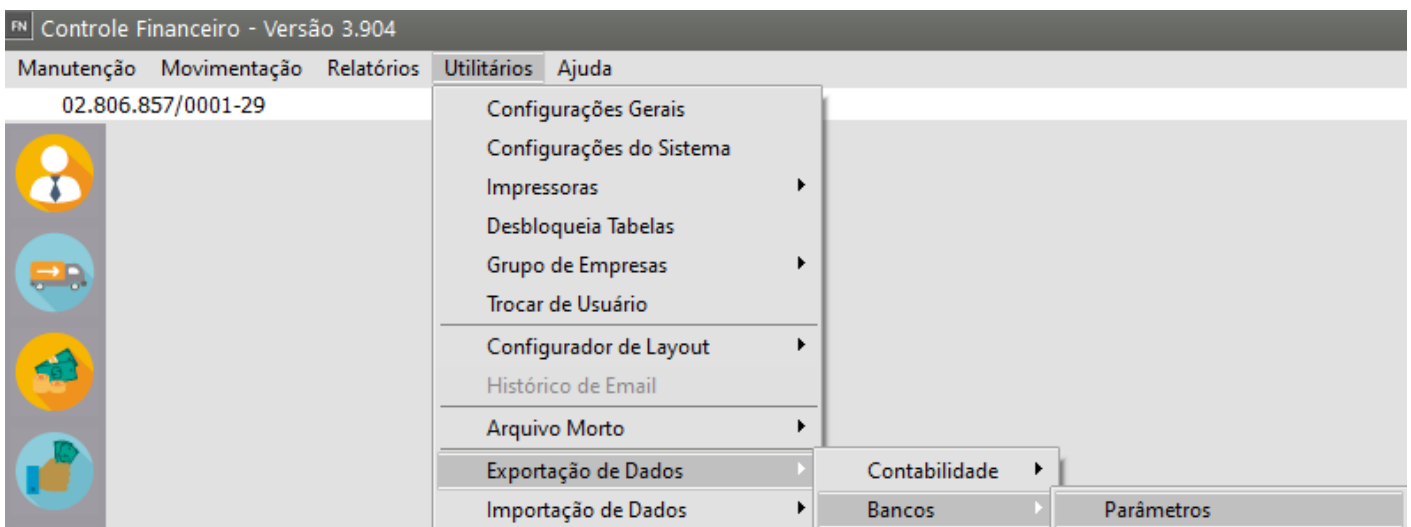 FN Controle Financeiro - Versão 3.904
Manutenção Movimentação Relatórios Utilitários Ajuda
02.806.857/0001-29
Configurações Gerais
Configurações do Sistema
Impressoras
Desbloqueia Tabelas
Grupo de Empresas
Trocar de Usuário
Configurador de Layout
Histórico de Email
Arquivo Morto
Exportação de Dados Contabilidade
Importação de Dados Bancos Parâmetros